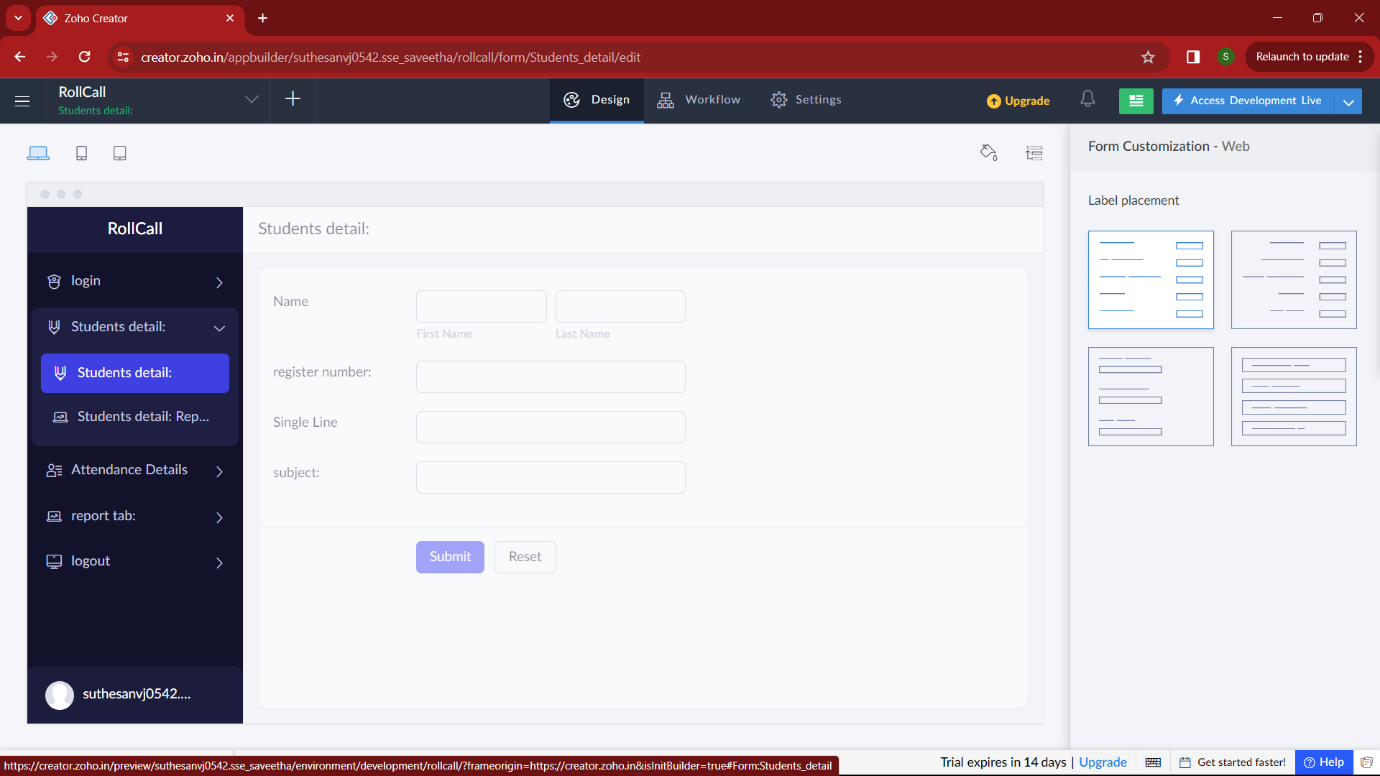 Zoho Creator
creator.zoho.in/appbuilder/suthesanvj0542.sse_saveetha/rollcall/form/Students_detail/edit
S
Relaunch to update
RollCall
Students detail:
Design
Workflow
Settings
Upgrade
Access Development Live
Form Customization - Web
Label placement
RollCall
login
Students detail:
Students detail:
Students detail: Rep...
Attendance Details
report tab:
logout
suthesanvj0542....
Students detail:
Name
First Name
Last Name
register number:
Single Line
subject:
Submit
Reset
https://creator.zoho.in/preview/suthesanvj0542.sse_saveetha/environment/development/rollcall/?frameorigin=https://creator.zoho.in&isInitBuilder=true#Form:Students_detail
Trial expires in 14 days | Upgrade
Get started faster!
Help